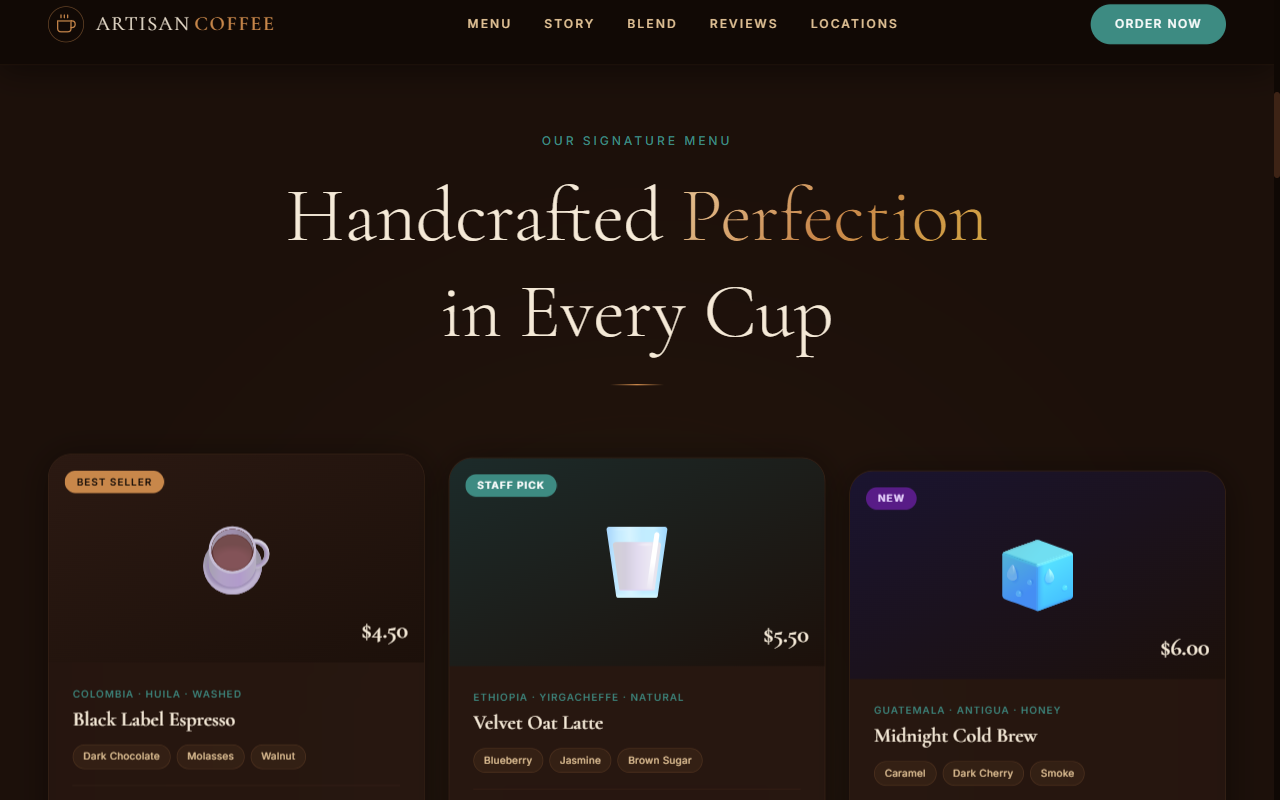 ARTISAN COFFEE
MENU STORY BLEND REVIEWS LOCATIONS
ORDER NOW
OUR SIGNATURE MENU
Handcrafted Perfection
in Every Cup
BEST SELLER
$4.50
COLOMBIA · HUILA · WASHED
Black Label Espresso
Dark Chocolate Molasses Walnut
STAFF PICK
$5.50
ETHIOPIA · YIRGACHEFFE · NATURAL
Velvet Oat Latte
Blueberry Jasmine Brown Sugar
NEW
$6.00
GUATEMALA · ANTIGUA · HONEY
Midnight Cold Brew
Caramel Dark Cherry Smoke